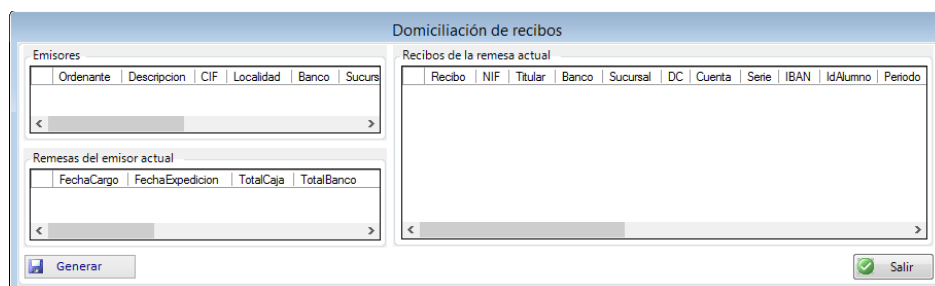 Domiciliación de recibos
Emisores
Ordenante Descripcion CIF Localidad Banco Sucurs
Remesas del emisor actual
FechaCargo FechaExpedicion TotalCaja TotalBanco
Recibos de la remesa actual
Recibo NIF Titular Banco Sucursal DC Cuenta Serie IBAN IdAlumno Periodo
Generar
Salir